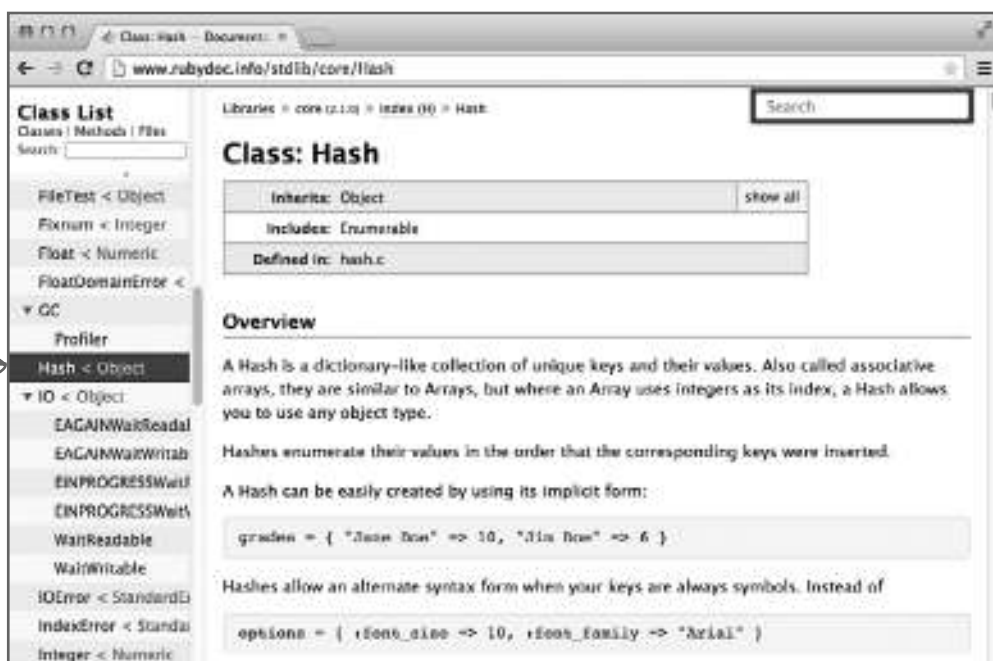 Class: Hash — Document:
www.rubydoc.info/stdlib/core/Hash
Class List
Classes | Methods | Files
Search:
FileTest < Object
Fixnum < Integer
Float < Numeric
FloatDomainError <
▼ GC
Profiler
Hash < Object
▼ IO < Object
EAGAINWaitReadal
EAGAINWaitWritab
EINPROGRESSWait
EINPROGRESSWait
WaitReadable
WaitWritable
IOError < StandardE
IndexError < Standa
Integer < Numeric
Libraries » core (2.1.0) » Index (H) » Hash
Search
Class: Hash
Inherits: Object show all
Includes: Enumerable
Defined in: hash.c
Overview
A Hash is a dictionary-like collection of unique keys and their values. Also called associative
arrays, they are similar to Arrays, but where an Array uses integers as its index, a Hash allows
you to use any object type.
Hashes enumerate their values in the order that the corresponding keys were inserted.
A Hash can be easily created by using its implicit form:
grades = { "Jane Doe" => 10, "Jim Doe" => 6 }
Hashes allow an alternate syntax form when your keys are always symbols. Instead of
options = { :font_size => 10, :font_family => "Arial" }